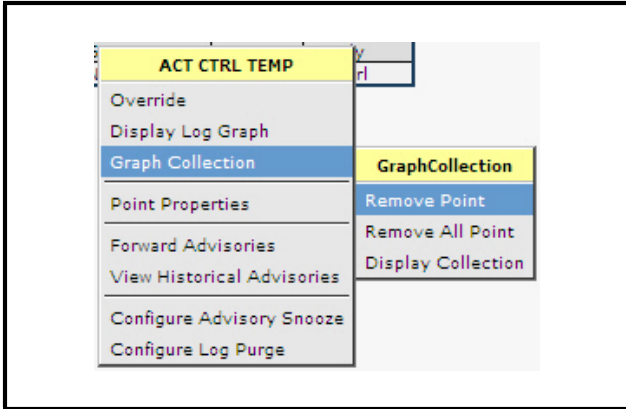 ACT CTRL TEMP
Override
Display Log Graph
Graph Collection
Point Properties
Forward Advisories
View Historical Advisories
Configure Advisory Snooze
Configure Log Purge
GraphCollection
Remove Point
Remove All Point
Display Collection